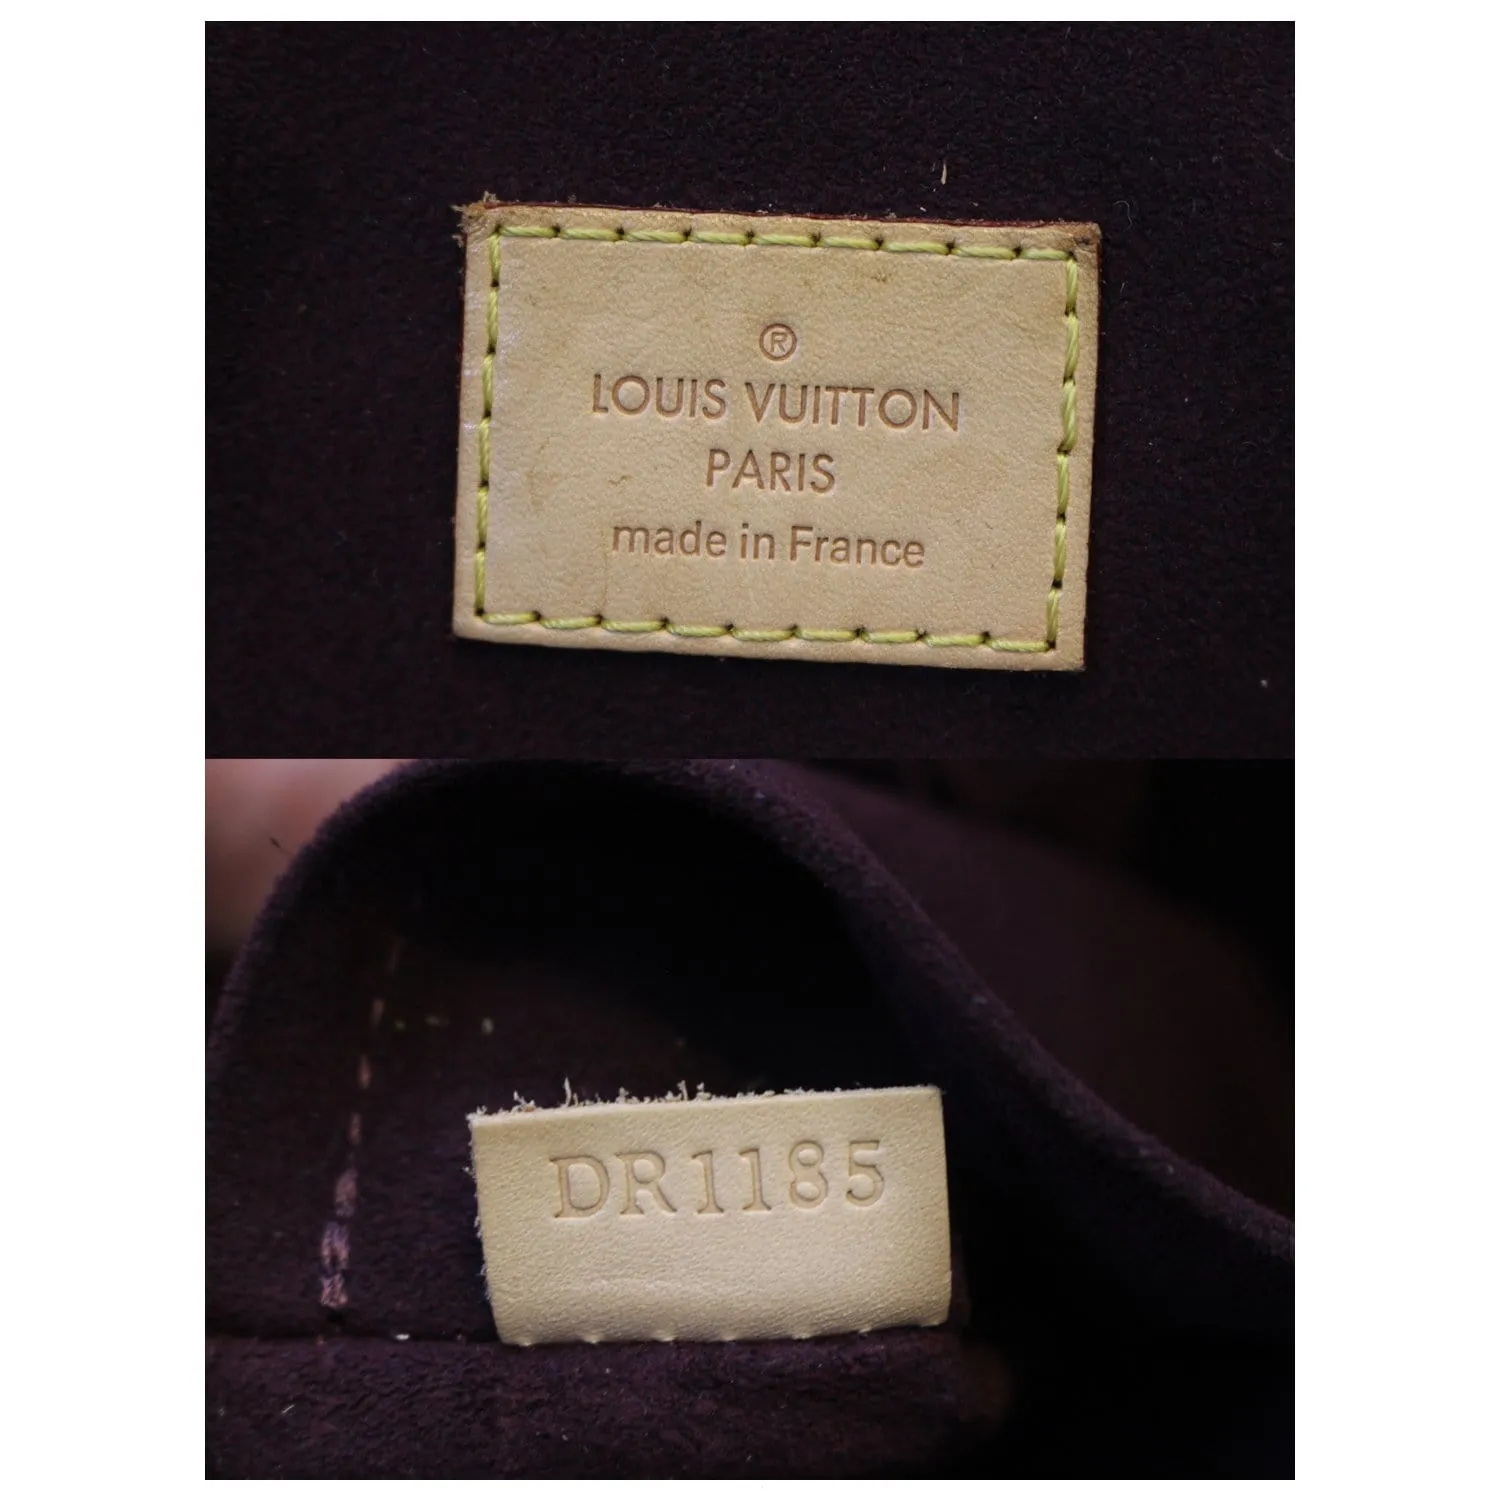 ®
LOUIS VUITTON
PARIS
made in France
DR1185